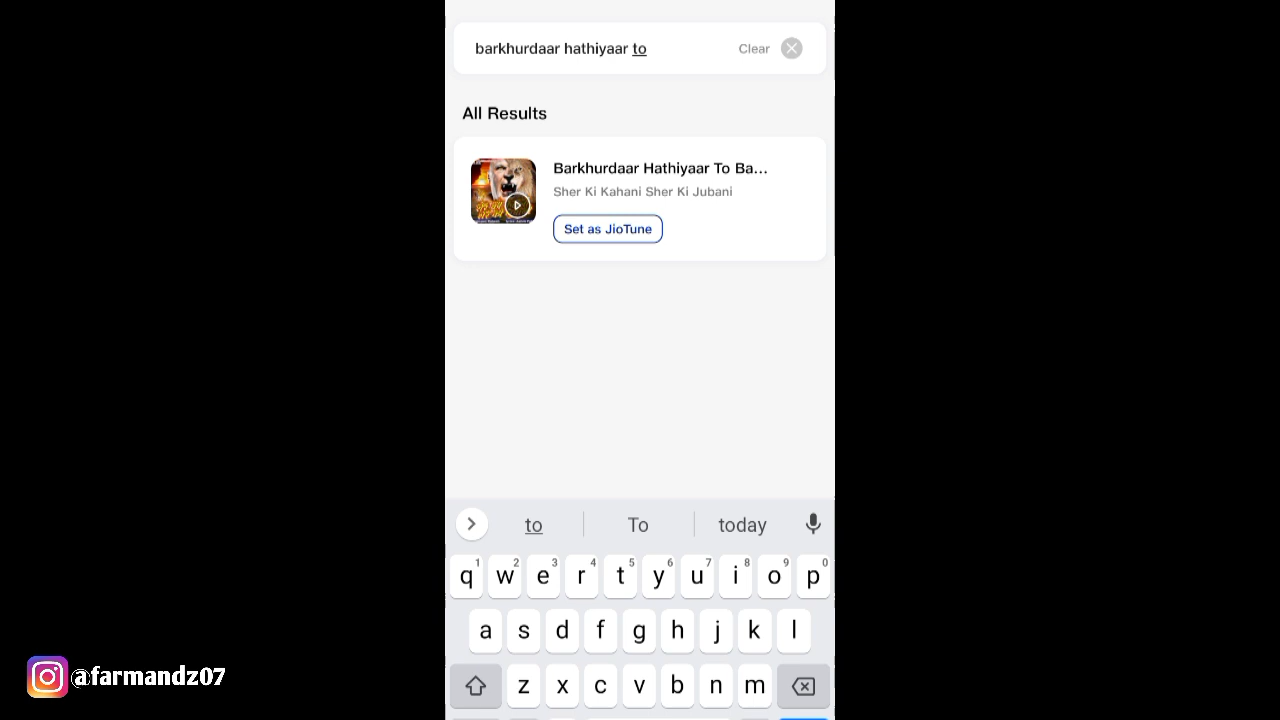 barkhurdaar hathiyaar to
Clear
All Results
Barkhurdaar Hathiyaar To Ba...
Sher Ki Kahani Sher Ki Jubani
Set as JioTune
to To today
q1 w2 e3 r4 t5 y6 u7 i8 o9 p0
a s d f g h j k l
z x c v b n m
@farmandz07